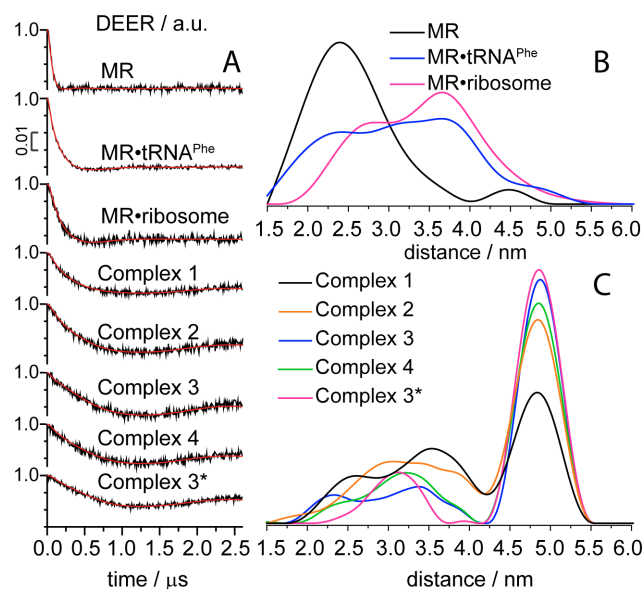 DEER / a.u.
A
1.0
MR
1.0
0.01
MR•tRNAPhe
1.0
MR•ribosome
1.0
Complex 1
1.0
Complex 2
1.0
Complex 3
1.0
Complex 4
1.0
Complex 3*
0.0 0.5 1.0 1.5 2.0 2.5
time / μs
B
MR
MR•tRNAPhe
MR•ribosome
1.5 2.0 2.5 3.0 3.5 4.0 4.5 5.0 5.5 6.0
distance / nm
C
Complex 1
Complex 2
Complex 3
Complex 4
Complex 3*
1.5 2.0 2.5 3.0 3.5 4.0 4.5 5.0 5.5 6.0
distance / nm